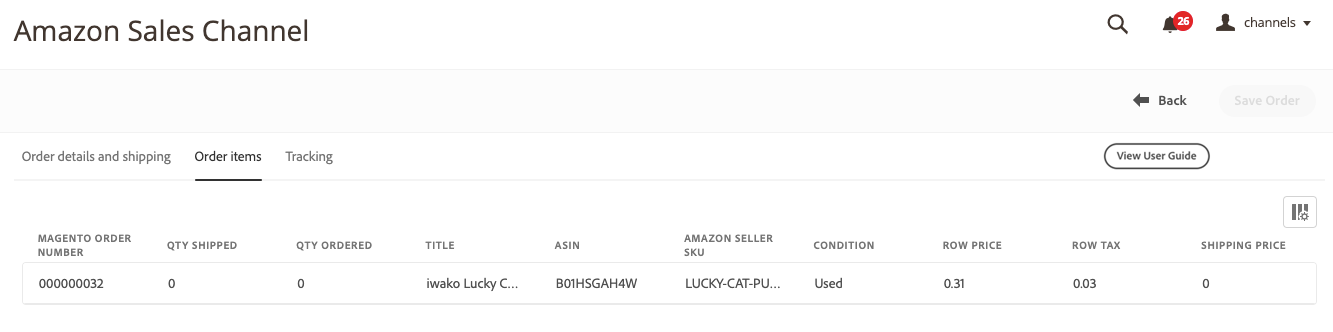 Amazon Sales Channel
26
channels
Back
Save Order
Order details and shipping Order items Tracking
View User Guide
MAGENTO ORDER NUMBER QTY SHIPPED QTY ORDERED TITLE ASIN AMAZON SELLER SKU CONDITION ROW PRICE ROW TAX SHIPPING PRICE
000000032 0 0 iwako Lucky C... B01HSGAH4W LUCKY-CAT-PU... Used 0.31 0.03 0